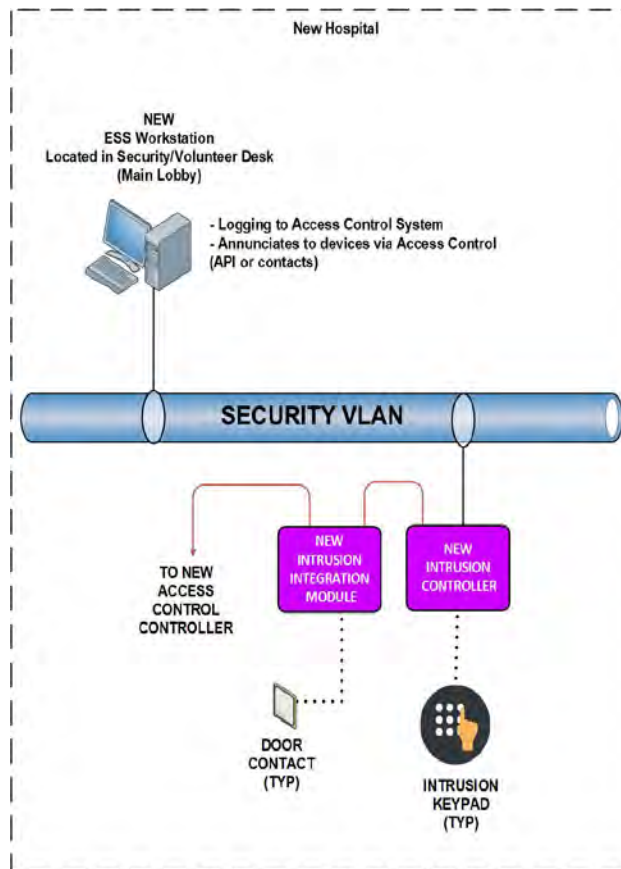 New Hospital
NEW
ESS Workstation
Located in Security/Volunteer Desk
(Main Lobby)
- Logging to Access Control System
- Annunciates to devices via Access Control
(API or contacts)
SECURITY VLAN
NEW
INTRUSION
INTEGRATION
MODULE
NEW
INTRUSION
CONTROLLER
TO NEW
ACCESS
CONTROL
CONTROLLER
DOOR
CONTACT
(TYP)
INTRUSION
KEYPAD
(TYP)